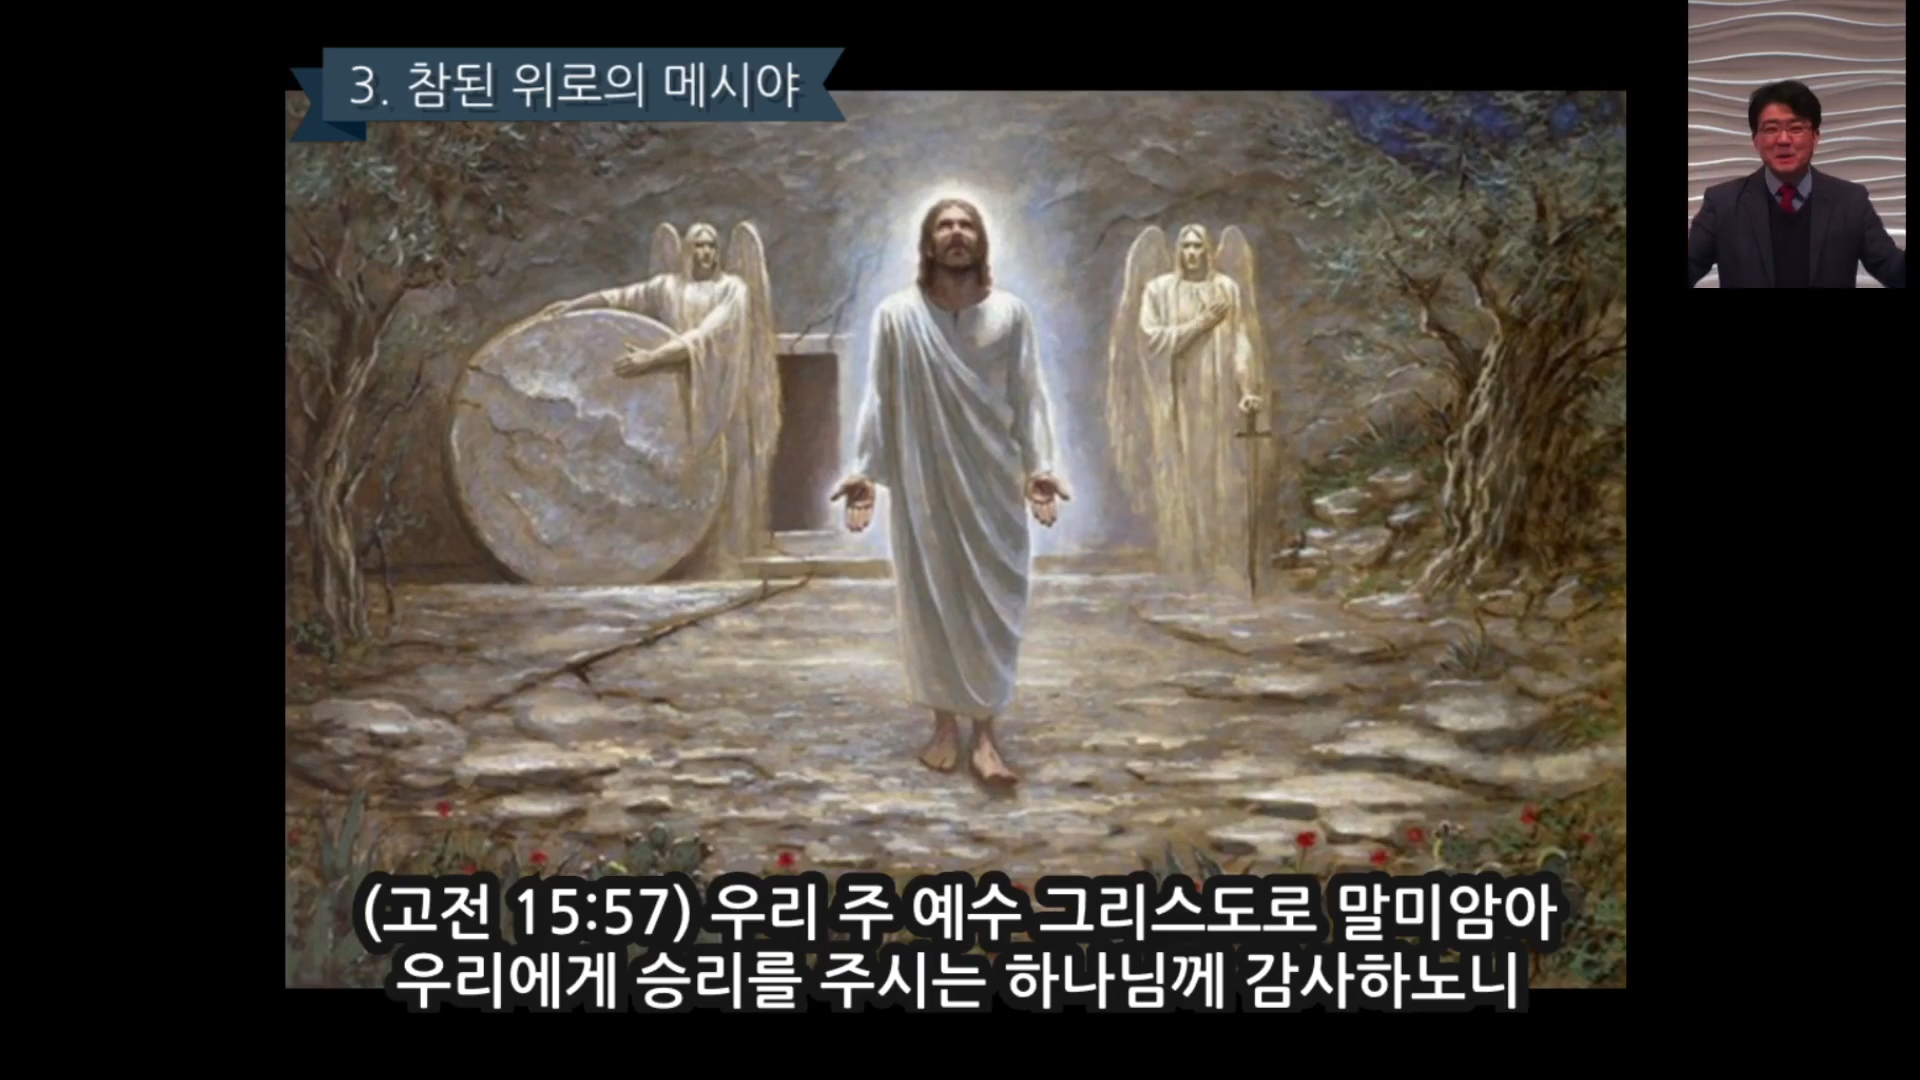 3. 참된 위로의 메시야
(고전 15:57) 우리 주 예수 그리스도로 말미암아
우리에게 승리를 주시는 하나님께 감사하노니